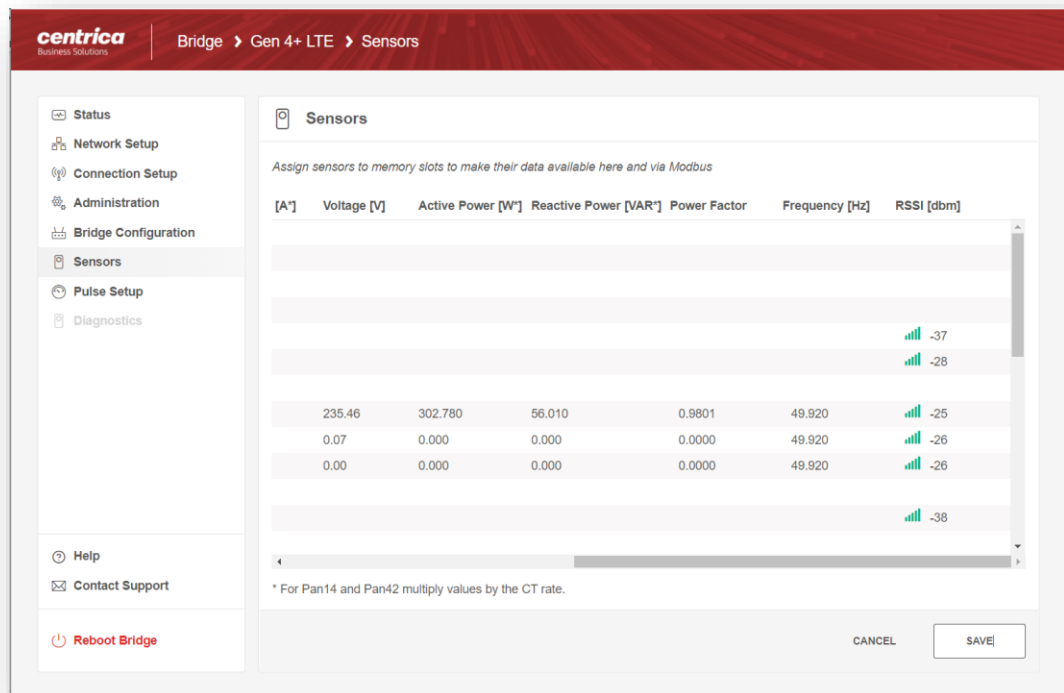 centrica
Business Solutions
Bridge > Gen 4+ LTE > Sensors
Status
Network Setup
Connection Setup
Administration
Bridge Configuration
Sensors
Pulse Setup
Diagnostics
Help
Contact Support
Reboot Bridge
Sensors
Assign sensors to memory slots to make their data available here and via Modbus
[A*] Voltage [V] Active Power [W*] Reactive Power [VAR*] Power Factor Frequency [Hz] RSSI [dbm]
-37
-28
235.46 302.780 56.010 0.9801 49.920 -25
0.07 0.000 0.000 0.0000 49.920 -26
0.00 0.000 0.000 0.0000 49.920 -26
-38
* For Pan14 and Pan42 multiply values by the CT rate.
CANCEL SAVE